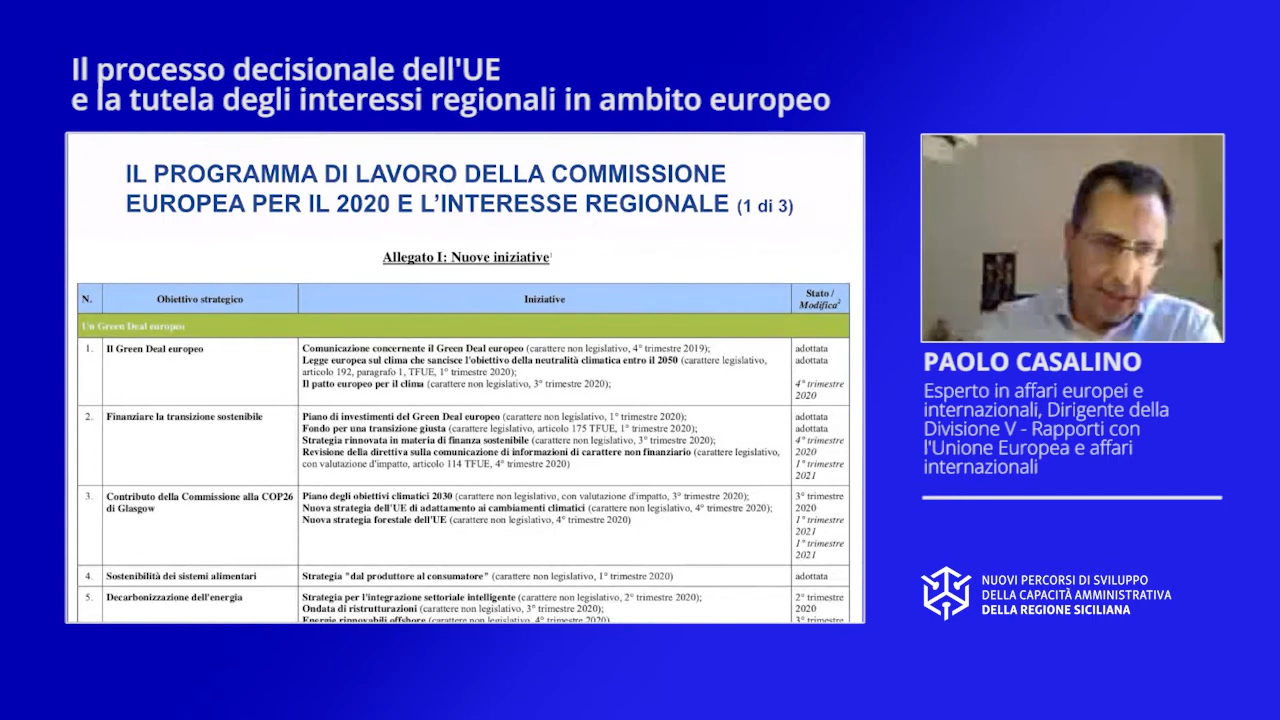 Il processo decisionale dell'UE
e la tutela degli interessi regionali in ambito europeo
IL PROGRAMMA DI LAVORO DELLA COMMISSIONE
EUROPEA PER IL 2020 E L'INTERESSE REGIONALE (1 di 3)
Allegato I: Nuove iniziative¹
N. Obiettivo strategico Iniziative Stato /
Modifica²
Un Green Deal europeo
1. Il Green Deal europeo Comunicazione concernente il Green Deal europeo (carattere non legislativo, 4° trimestre 2019); adottata
Legge europea sul clima che sancisce l'obiettivo della neutralità climatica entro il 2050 (carattere legislativo, adottata
articolo 192, paragrafo 1, TFUE, 1° trimestre 2020);
Il patto europeo per il clima (carattere non legislativo, 3° trimestre 2020); 4° trimestre
2020
2. Finanziare la transizione sostenibile Piano di investimenti del Green Deal europeo (carattere non legislativo, 1° trimestre 2020); adottata
Fondo per una transizione giusta (carattere legislativo, articolo 175 TFUE, 1° trimestre 2020); adottata
Strategia rinnovata in materia di finanza sostenibile (carattere non legislativo, 3° trimestre 2020); 4° trimestre
Revisione della direttiva sulla comunicazione di informazioni di carattere non finanziario (carattere legislativo, 2020
con valutazione d'impatto, articolo 114 TFUE, 4° trimestre 2020) 1° trimestre
2021
3. Contributo della Commissione alla COP26 Piano degli obiettivi climatici 2030 (carattere non legislativo, con valutazione d'impatto, 3° trimestre 2020); 3° trimestre
di Glasgow Nuova strategia dell'UE di adattamento ai cambiamenti climatici (carattere non legislativo, 4° trimestre 2020); 2020
Nuova strategia forestale dell'UE (carattere non legislativo, 4° trimestre 2020) 1° trimestre
2021
1° trimestre
2021
4. Sostenibilità dei sistemi alimentari Strategia "dal produttore al consumatore" (carattere non legislativo, 1° trimestre 2020) adottata
5. Decarbonizzazione dell'energia Strategia per l'integrazione settoriale intelligente (carattere non legislativo, 2° trimestre 2020); 2° trimestre
Ondata di ristrutturazioni (carattere non legislativo, 3° trimestre 2020); 2020
Energie rinnovabili offshore (carattere non legislativo, 4° trimestre 2020) 3° trimestre
PAOLO CASALINO
Esperto in affari europei e
internazionali, Dirigente della
Divisione V - Rapporti con
l'Unione Europea e affari
internazionali
NUOVI PERCORSI DI SVILUPPO
DELLA CAPACITÀ AMMINISTRATIVA
DELLA REGIONE SICILIANA